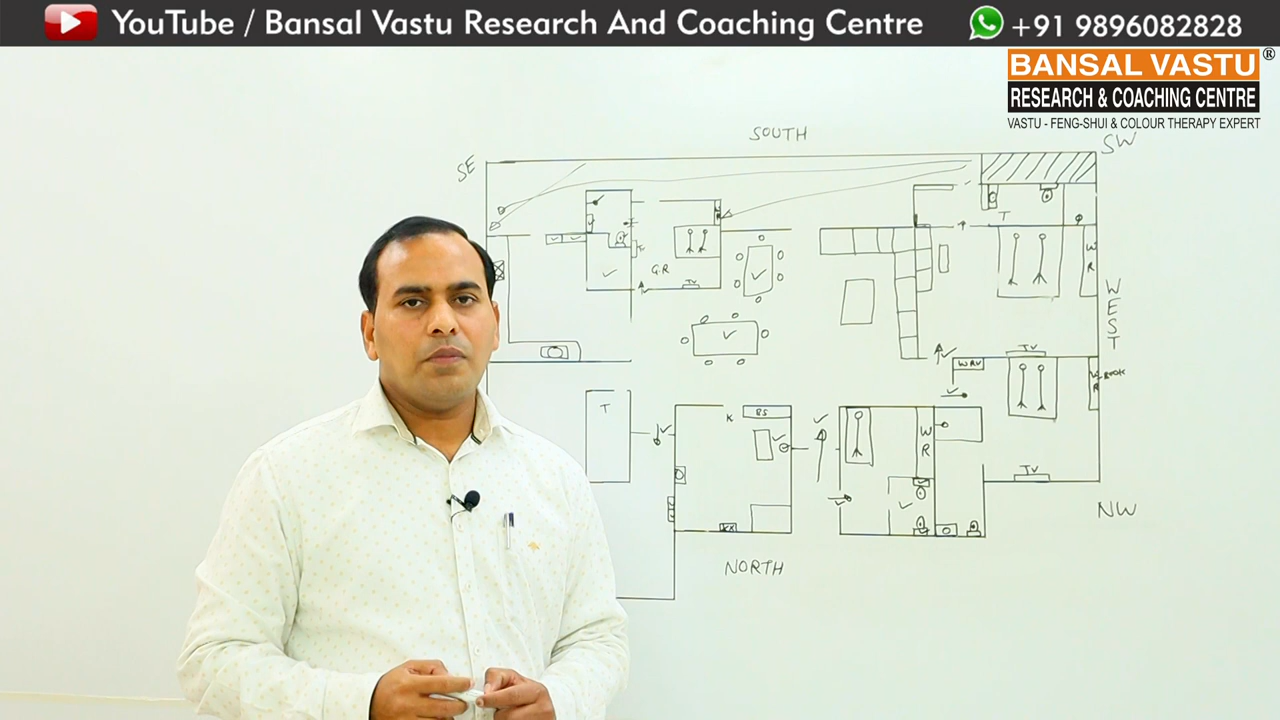 YouTube / Bansal Vastu Research And Coaching Centre
+91 9896082828
BANSAL VASTU ®
RESEARCH & COACHING CENTRE
VASTU - FENG-SHUI & COLOUR THERAPY EXPERT
SOUTH
SW
SE
T
W
R
G.R
TV
WEST
TV
WRV
T
K
BS
W
R
TV
NW
NORTH